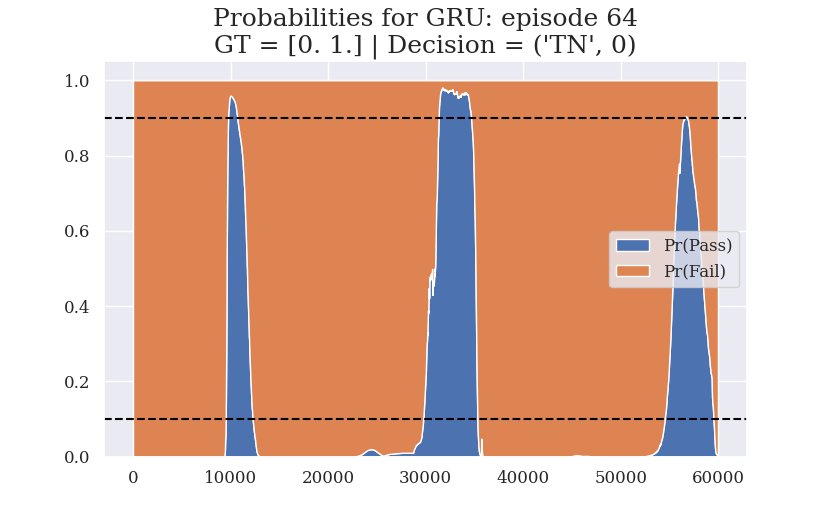 Probabilities for GRU: episode 64
GT = [0. 1.] | Decision = ('TN', 0)
1.0
0.8
0.6
0.4
0.2
0.0
Pr(Pass)
Pr(Fail)
0 10000 20000 30000 40000 50000 60000